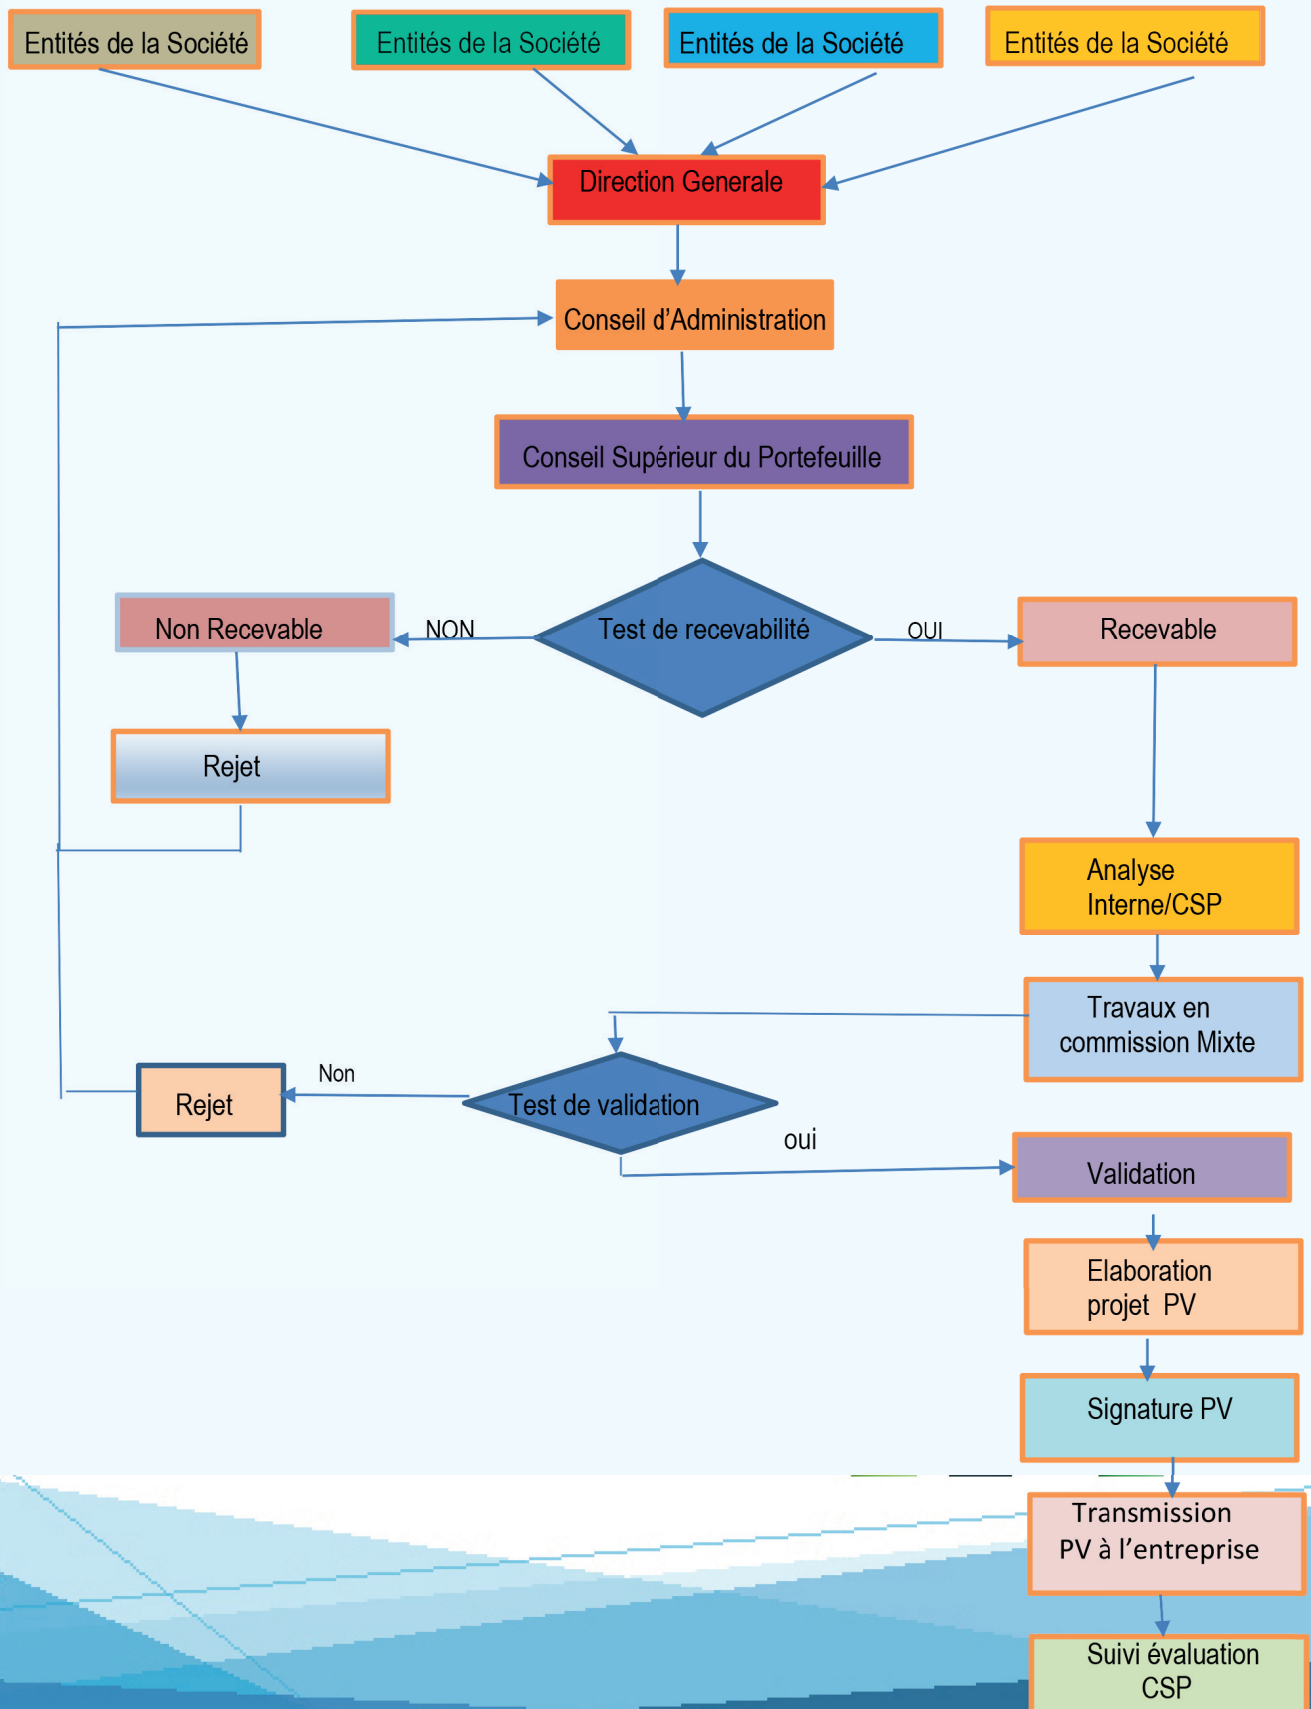 Entités de la Société
Entités de la Société
Entités de la Société
Entités de la Société
Direction Generale
Conseil d'Administration
Conseil Supérieur du Portefeuille
Non Recevable
NON
Test de recevabilité
OUI
Recevable
Rejet
Analyse
Interne/CSP
Travaux en
commission Mixte
Rejet
Non
Test de validation
oui
Validation
Elaboration
projet PV
Signature PV
Transmission
PV à l'entreprise
Suivi évaluation
CSP